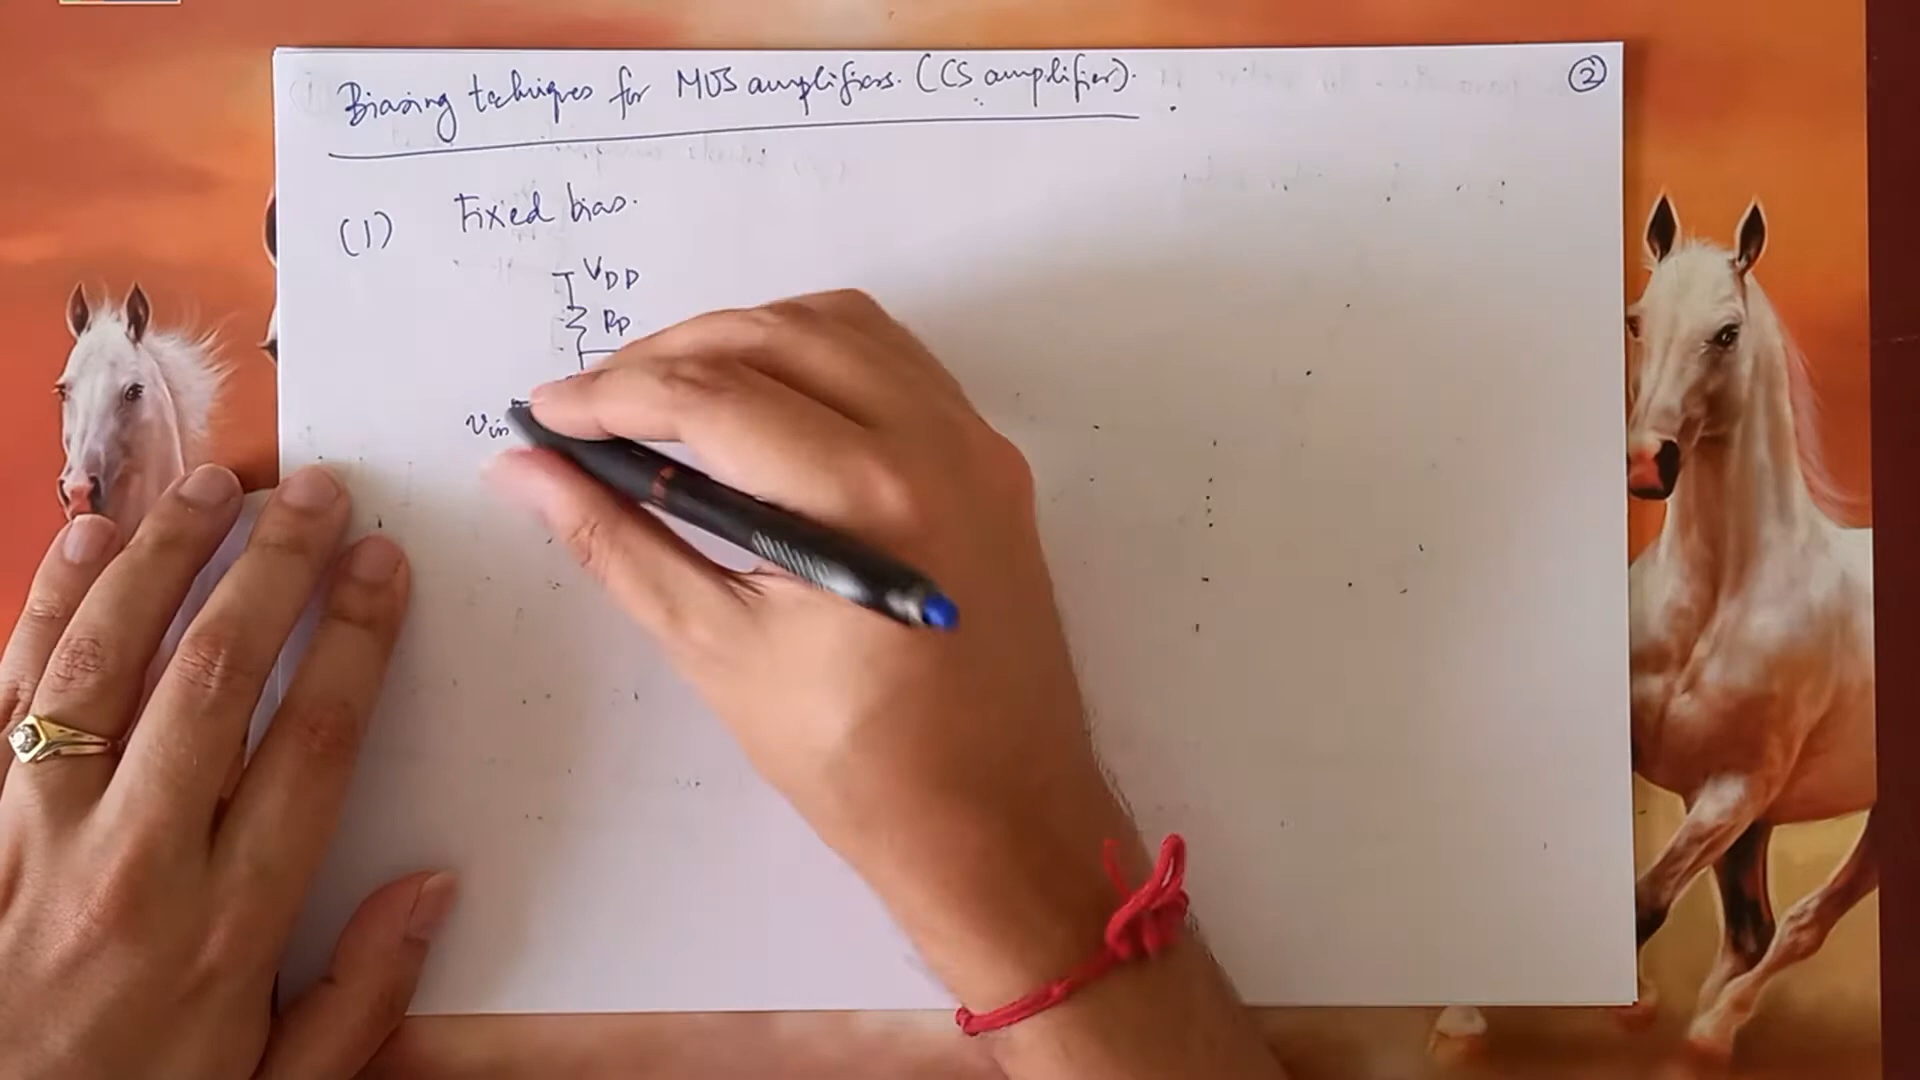 Biasing techniques for MOS amplifiers. (CS amplifier).
②
(1) Fixed bias.
VDD
RD
vin